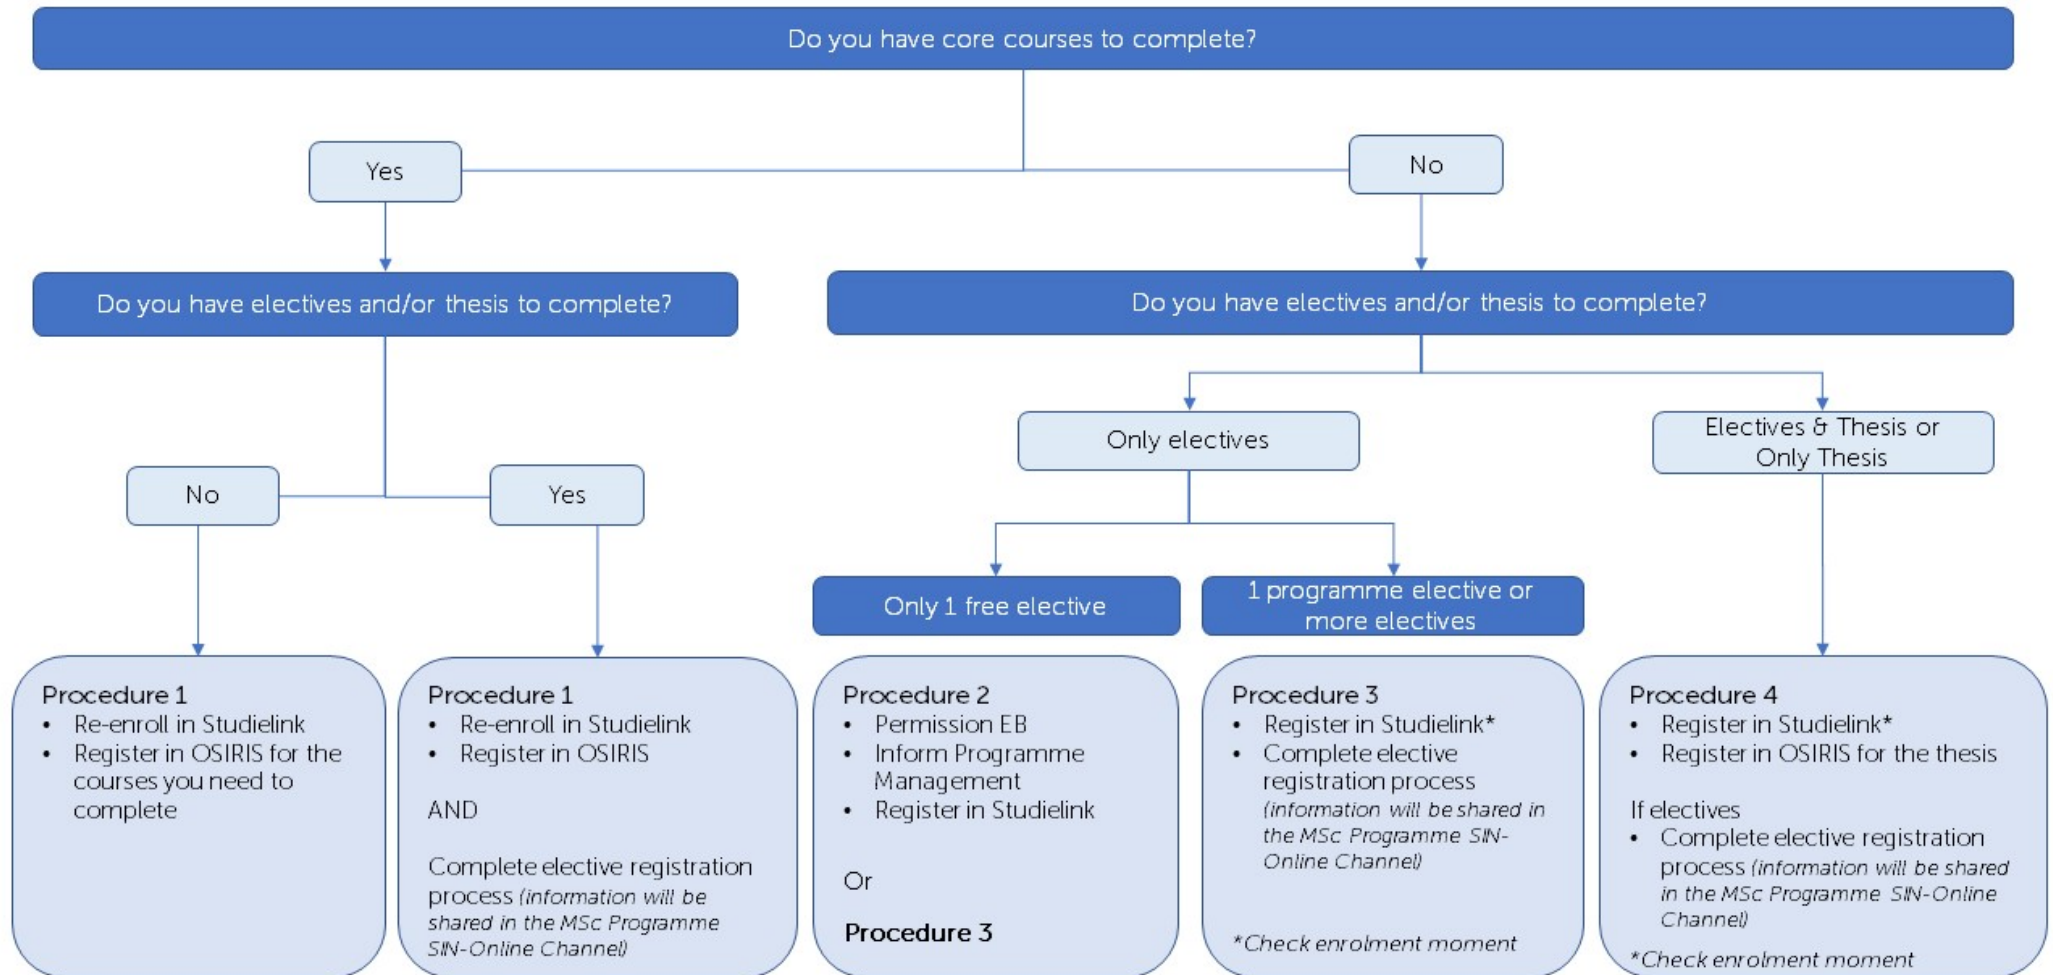 Do you have core courses to complete?
Yes
No
Do you have electives and/or thesis to complete?
Do you have electives and/or thesis to complete?
Only electives
Electives & Thesis or
Only Thesis
No
Yes
Only 1 free elective
1 programme elective or
more electives
Procedure 1
• Re-enroll in Studielink
• Register in OSIRIS for the
courses you need to
complete
Procedure 1
• Re-enroll in Studielink
• Register in OSIRIS
AND
Complete elective registration
process (information will be
shared in the MSc Programme
SIN-Online Channel)
Procedure 2
• Permission EB
• Inform Programme
Management
• Register in Studielink
Or
Procedure 3
Procedure 3
• Register in Studielink*
• Complete elective
registration process
(information will be shared in
the MSc Programme SIN-
Online Channel)
*Check enrolment moment
Procedure 4
• Register in Studielink*
• Register in OSIRIS for the thesis
If electives
• Complete elective registration
process (information will be shared
in the MSc Programme SIN-Online
Channel)
*Check enrolment moment